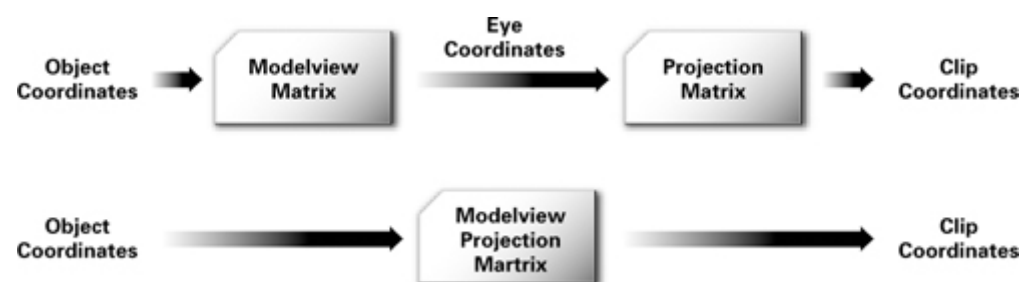 Object
Coordinates
Modelview
Matrix
Eye
Coordinates
Projection
Matrix
Clip
Coordinates
Object
Coordinates
Modelview
Projection
Martrix
Clip
Coordinates